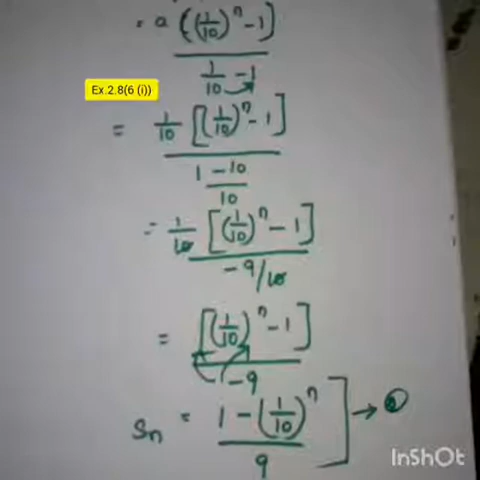 = a ((1/10)^n - 1]
1/10 - 1
Ex.2.8(6 (i))
= 1/10 [(1/10)^n - 1]
1 - 10
10
= 1/10 [(1/10)^n - 1]
-9/10
= [(1/10)^n - 1]
-9
Sn = 1 - (1/10)^n ] →
9
InShOt